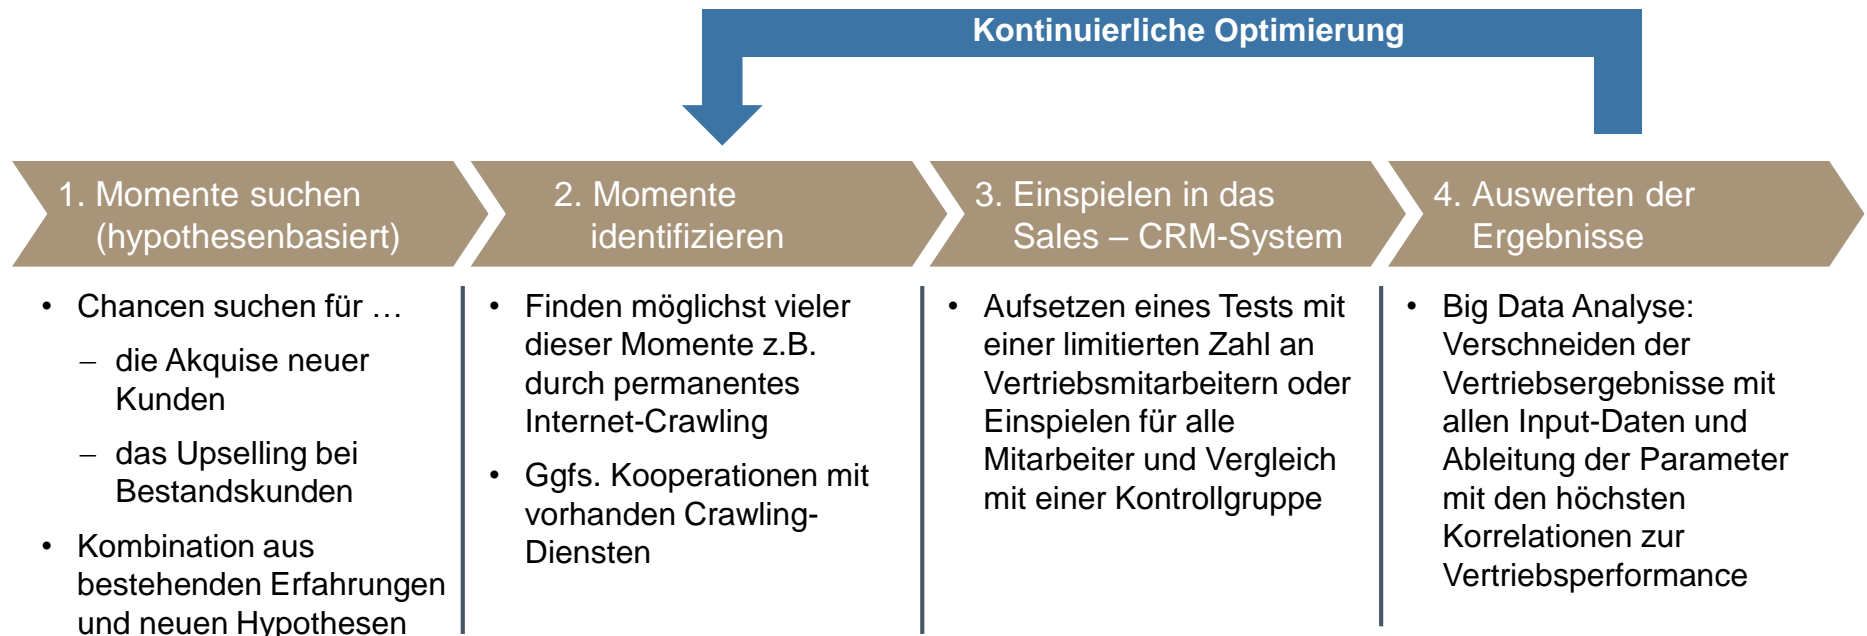 Kontinuierliche Optimierung
1. Momente suchen
(hypothesenbasiert)
2. Momente
identifizieren
3. Einspielen in das
Sales – CRM-System
4. Auswerten der
Ergebnisse
• Chancen suchen für …
– die Akquise neuer
Kunden
– das Upselling bei
Bestandskunden
• Kombination aus
bestehenden Erfahrungen
und neuen Hypothesen
• Finden möglichst vieler
dieser Momente z.B.
durch permanentes
Internet-Crawling
• Ggfs. Kooperationen mit
vorhanden Crawling-
Diensten
• Aufsetzen eines Tests mit
einer limitierten Zahl an
Vertriebsmitarbeitern oder
Einspielen für alle
Mitarbeiter und Vergleich
mit einer Kontrollgruppe
• Big Data Analyse:
Verschneiden der
Vertriebsergebnisse mit
allen Input-Daten und
Ableitung der Parameter
mit den höchsten
Korrelationen zur
Vertriebsperformance